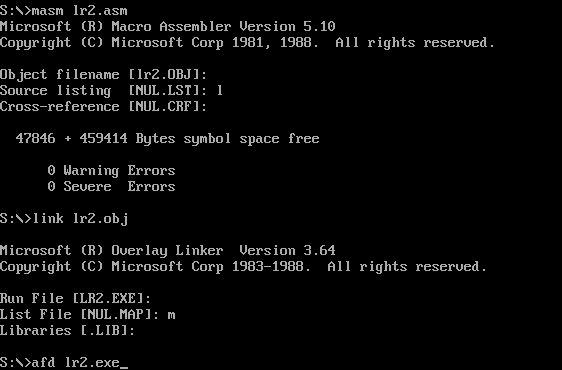 S:\>masm lr2.asm
Microsoft (R) Macro Assembler Version 5.10
Copyright (C) Microsoft Corp 1981, 1988.  All rights reserved.
Object filename [lr2.OBJ]:
Source listing  [NUL.LST]: l
Cross-reference [NUL.CRF]:
47846 + 459414 Bytes symbol space free
0 Warning Errors
0 Severe  Errors
S:\>link lr2.obj
Microsoft (R) Overlay Linker  Version 3.64
Copyright (C) Microsoft Corp 1983-1988.  All rights reserved.
Run File [LR2.EXE]:
List File [NUL.MAP]: m
Libraries [.LIB]:
S:\>afd lr2.exe_